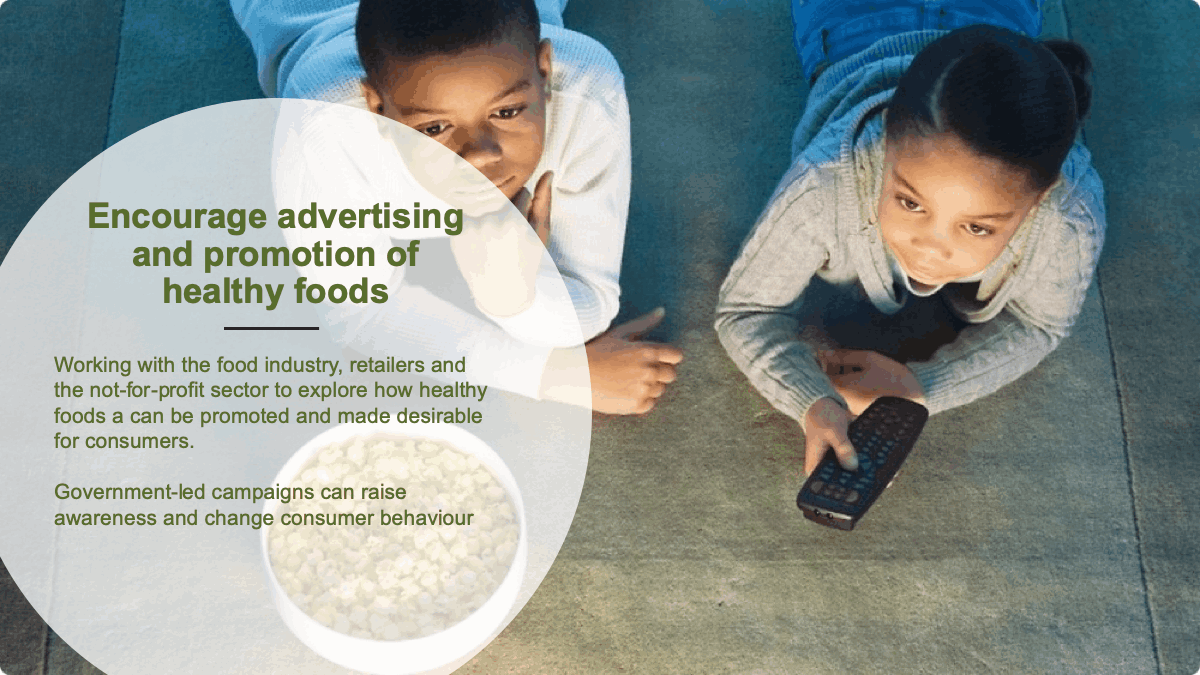 Encourage advertising
and promotion of
healthy foods
Working with the food industry, retailers and
the not-for-profit sector to explore how healthy
foods a can be promoted and made desirable
for consumers.
Government-led campaigns can raise
awareness and change consumer behaviour